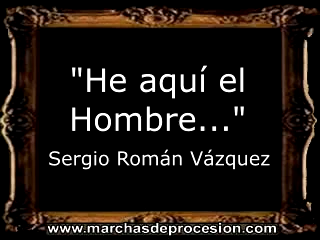 "He aquí el
Hombre..."
Sergio Román Vázquez
www.marchasdeprocesion.com